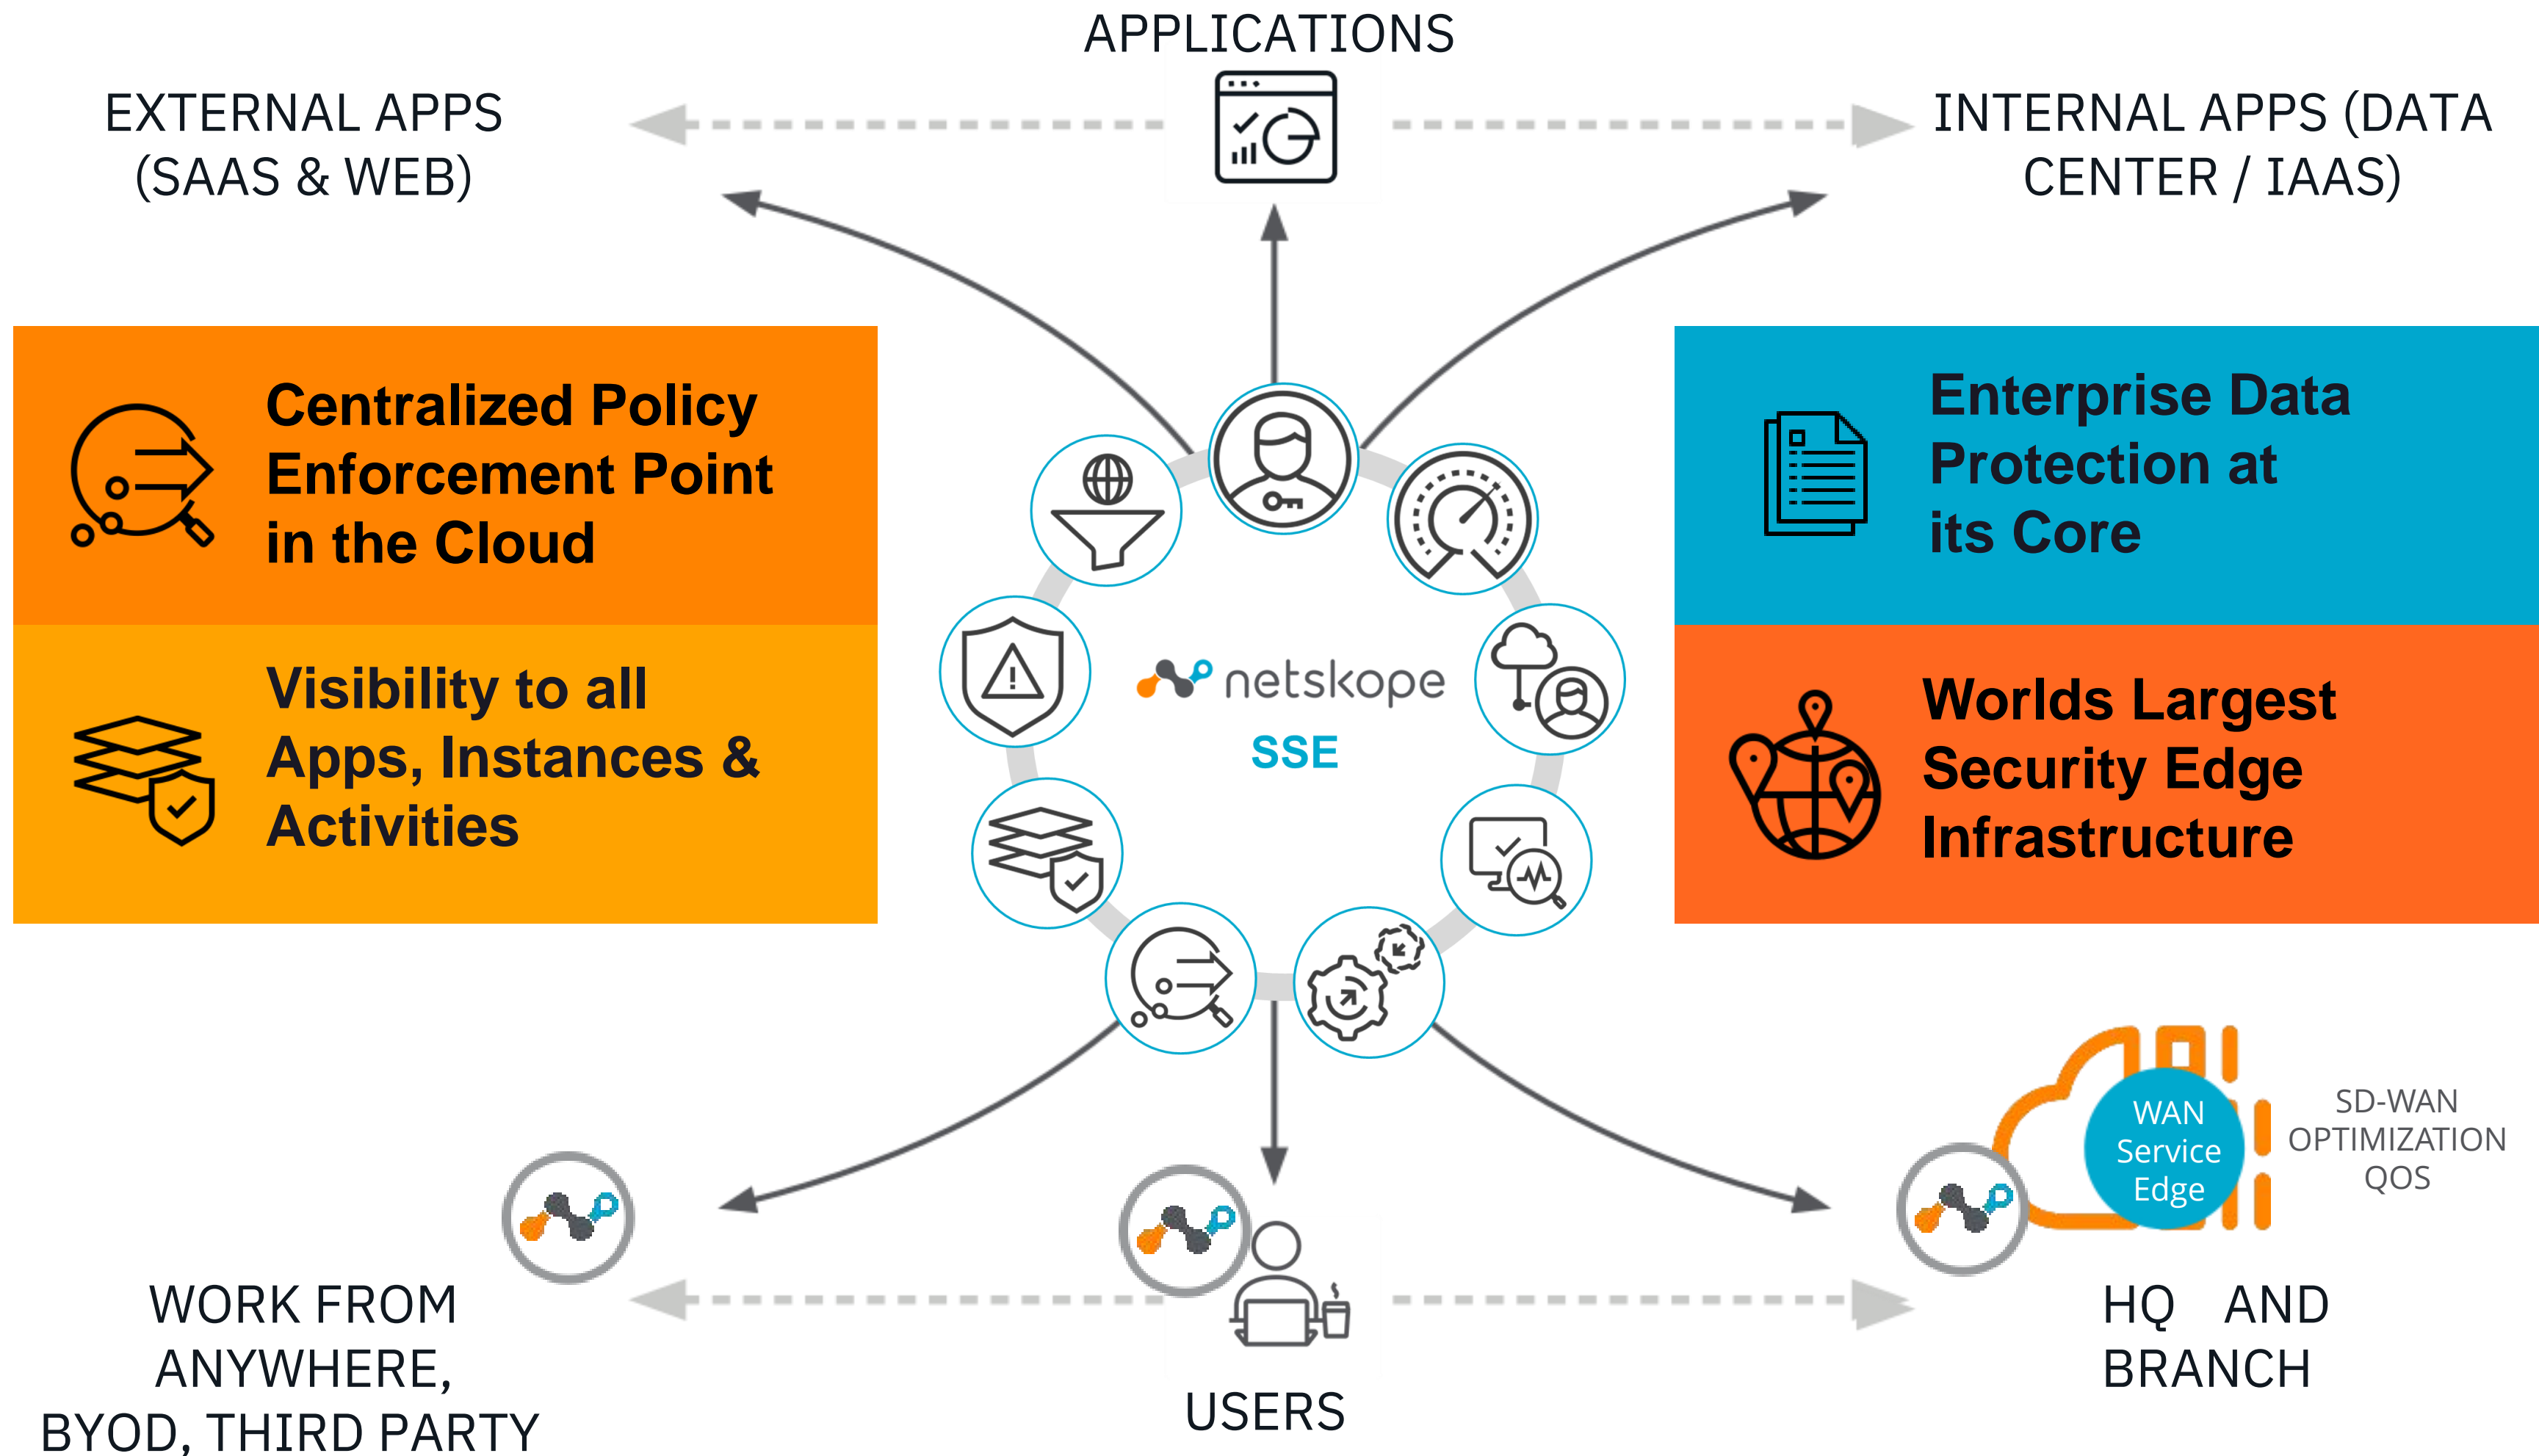 APPLICATIONS
EXTERNAL APPS
(SAAS & WEB)
INTERNAL APPS (DATA
CENTER / IAAS)
Centralized Policy
Enforcement Point
in the Cloud
Visibility to all
Apps, Instances &
Activities
netskope
SSE
Enterprise Data
Protection at
its Core
Worlds Largest
Security Edge
Infrastructure
WAN
Service
Edge
SD-WAN
OPTIMIZATION
QOS
WORK FROM
ANYWHERE,
BYOD, THIRD PARTY
USERS
HQ AND
BRANCH